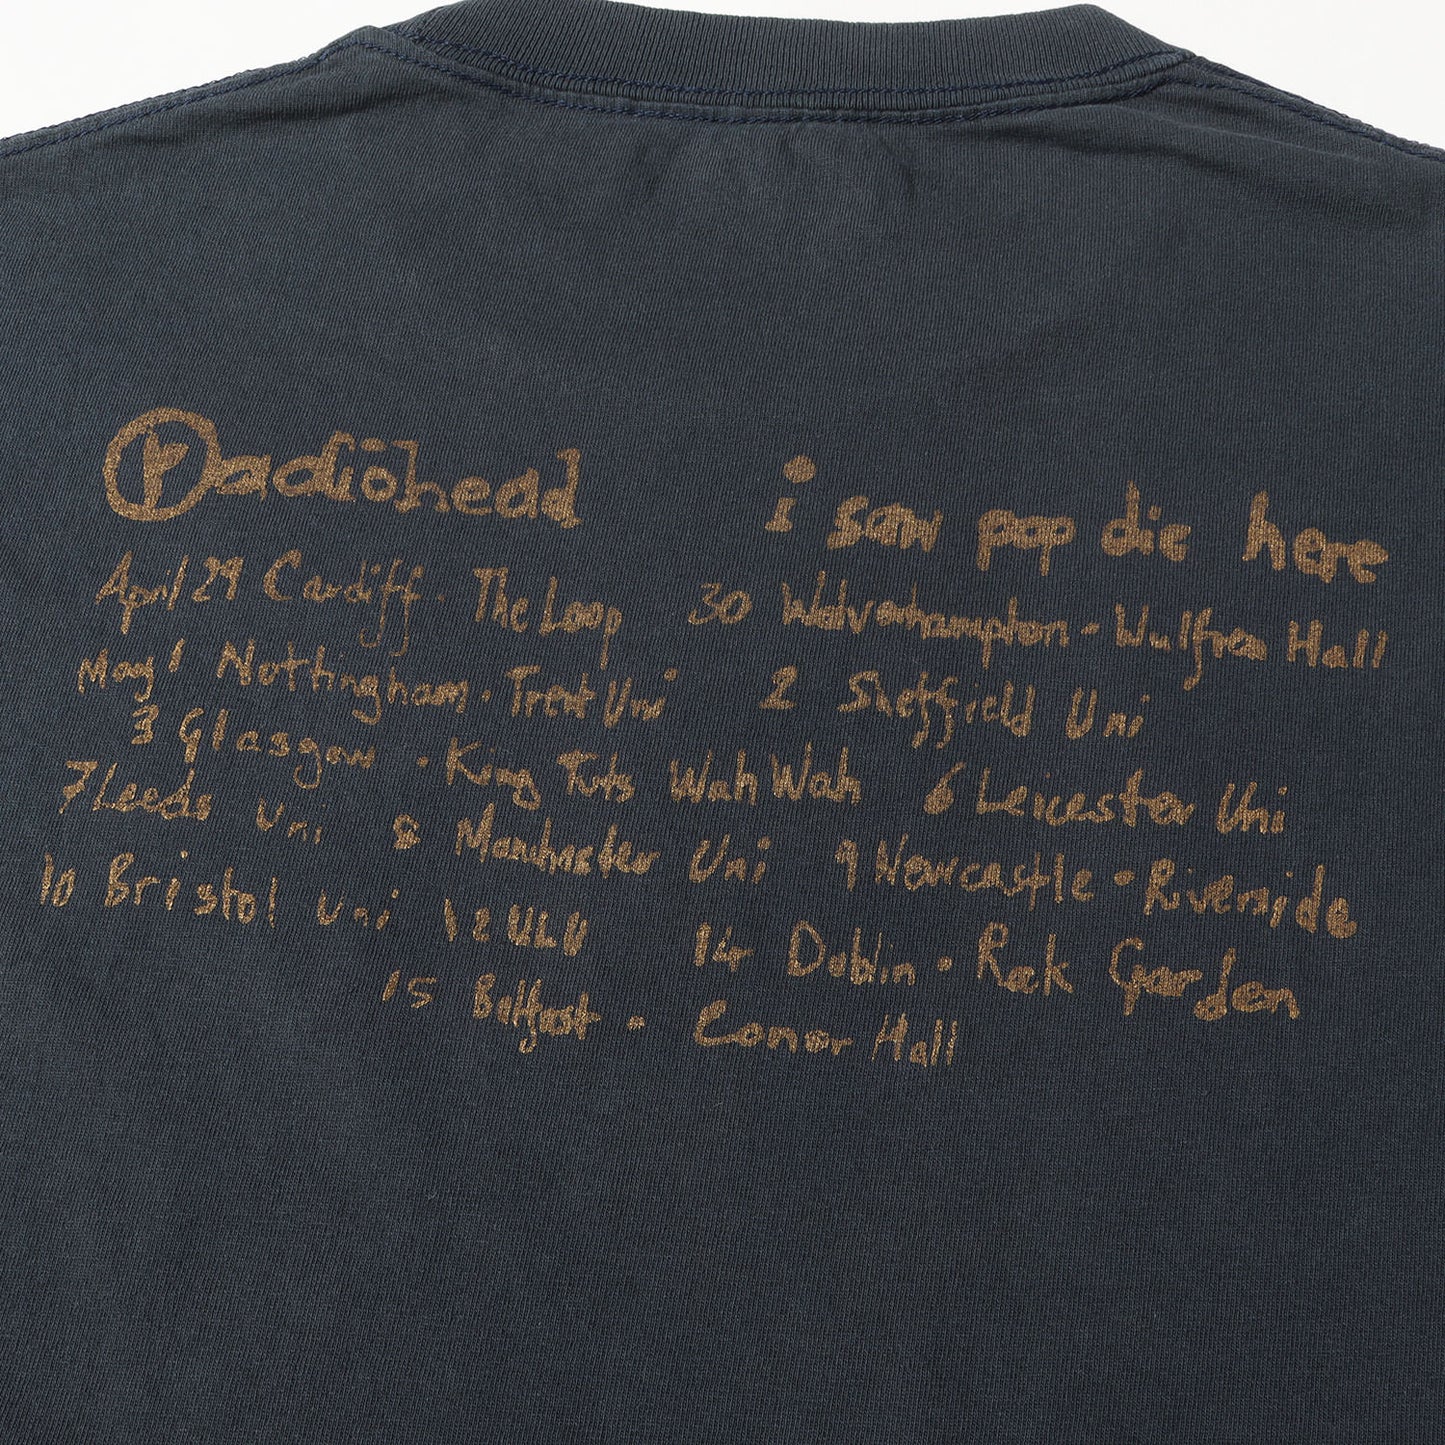 Radiohead i saw pop die here
April 29 Cardiff. The Loop 30 Wolverhampton - Wulfren Hall
May 1 Nottingham. Trent Uni 2 Sheffield Uni
3 Glasgow . King Tuts Wah Wah 6 Leicester Uni
7 Leeds Uni 8 Manchester Uni 9 Newcastle - Riverside
10 Bristol Uni 12 ULU 14 Dublin . Rock Garden
15 Belfast . Conor Hall